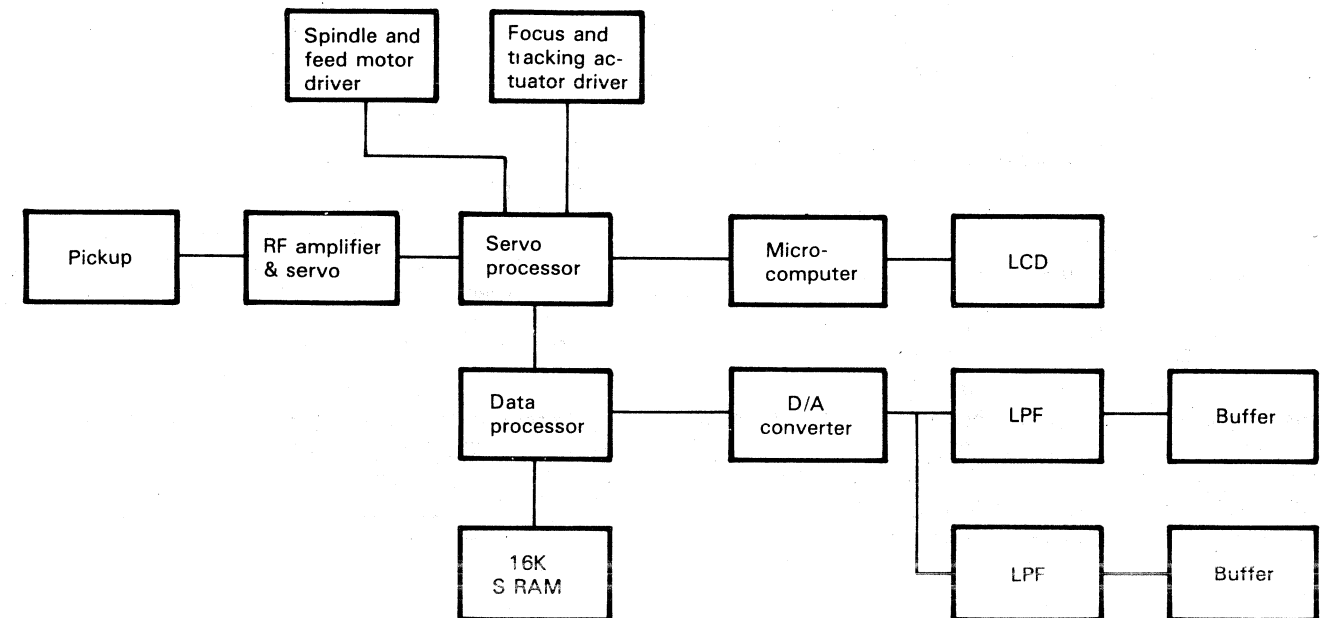 Spindle and
feed motor
driver
Focus and
tracking ac-
tuator driver
Pickup
RF amplifier
& servo
Servo
processor
Micro-
computer
LCD
Data
processor
D/A
converter
LPF
Buffer
16K
S RAM
LPF
Buffer